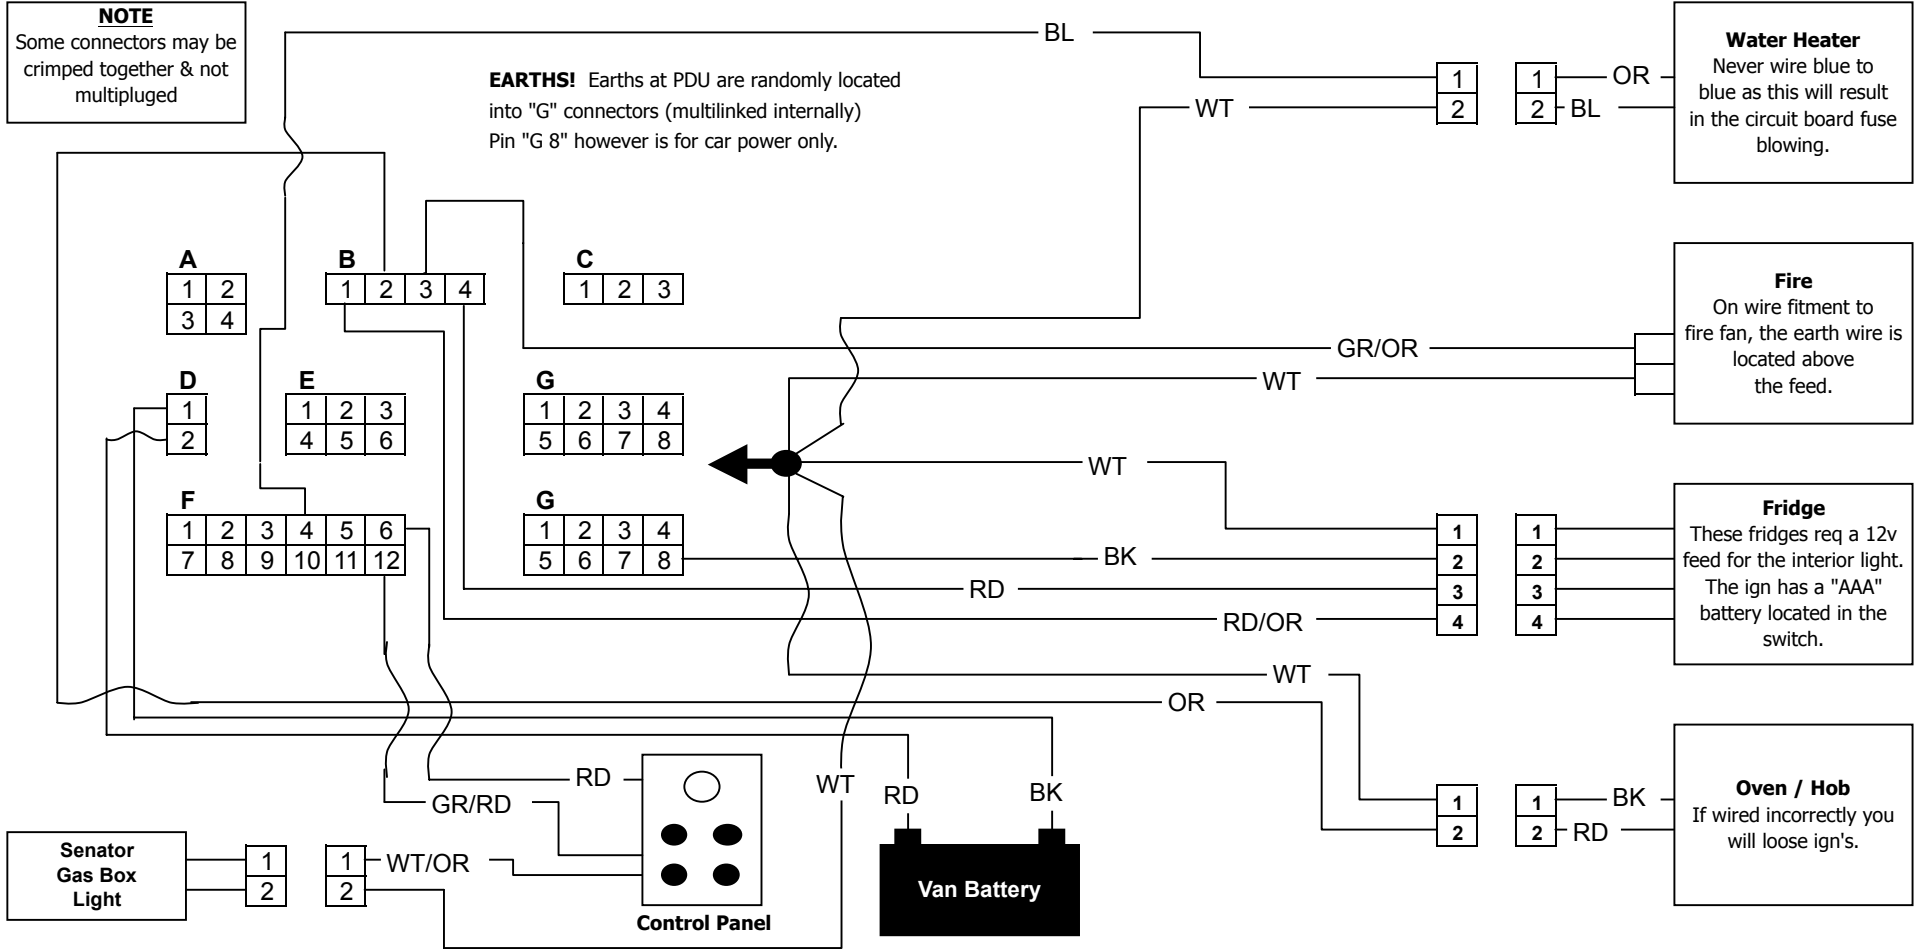 NOTE
Some connectors may be
crimped together & not
multipluged
EARTHS! Earths at PDU are randomly located
into "G" connectors (multilinked internally)
Pin "G 8" however is for car power only.
BL
WT
1
2
1
2
OR
BL
Water Heater
Never wire blue to
blue as this will result
in the circuit board fuse
blowing.
A
1 2
3 4
B
1 2 3 4
C
1 2 3
GR/OR
WT
Fire
On wire fitment to
fire fan, the earth wire is
located above
the feed.
D
1
2
E
1 2 3
4 5 6
G
1 2 3 4
5 6 7 8
F
1 2 3 4 5 6
7 8 9 10 11 12
G
1 2 3 4
5 6 7 8
WT
BK
RD
RD/OR
1
2
3
4
1
2
3
4
Fridge
These fridges req a 12v
feed for the interior light.
The ign has a "AAA"
battery located in the
switch.
WT
OR
1
2
1
2
BK
RD
Oven / Hob
If wired incorrectly you
will loose ign's.
RD
GR/RD
WT
RD
BK
Senator
Gas Box
Light
1
2
1
2
WT/OR
Control Panel
Van Battery